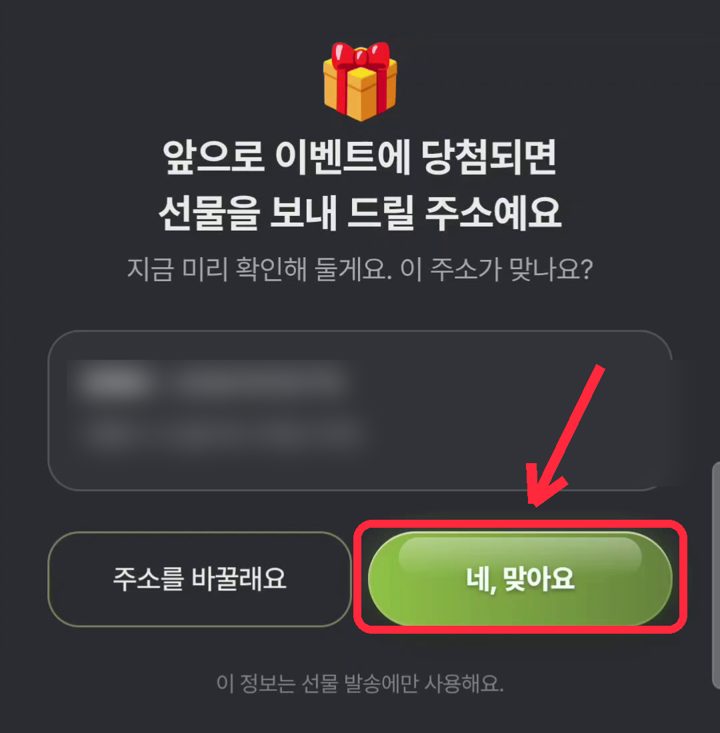 앞으로 이벤트에 당첨되면
선물을 보내 드릴 주소예요
지금 미리 확인해 둘게요. 이 주소가 맞나요?
주소를 바꿀래요
네, 맞아요
이 정보는 선물 발송에만 사용해요.